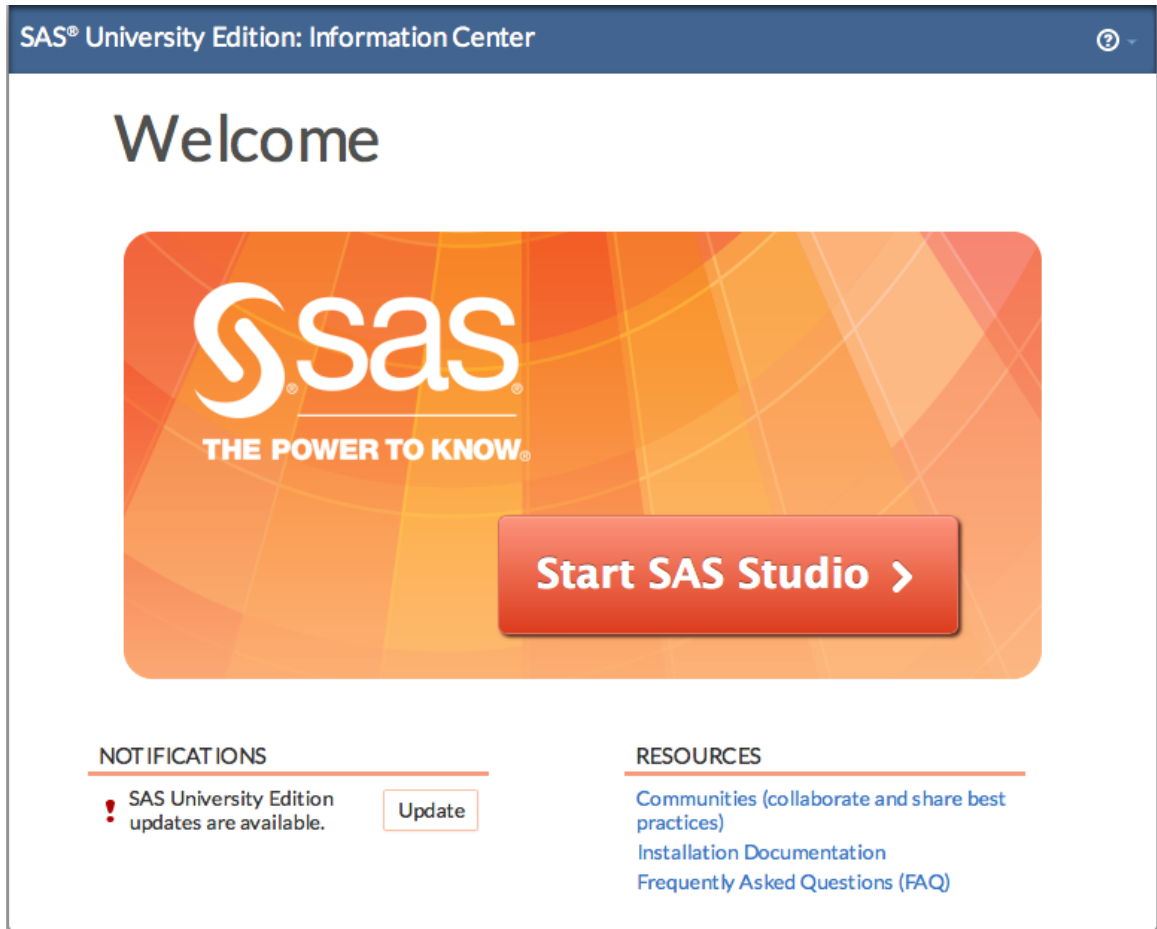 SAS® University Edition: Information Center
Welcome
sas®
THE POWER TO KNOW®
Start SAS Studio
NOTIFICATIONS
SAS University Edition
updates are available.
Update
RESOURCES
Communities (collaborate and share best
practices)
Installation Documentation
Frequently Asked Questions (FAQ)